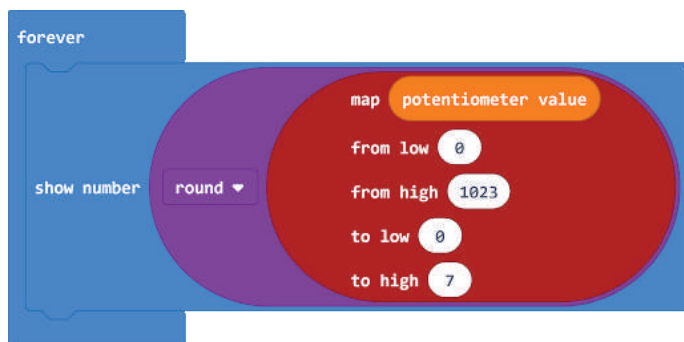 forever
map potentiometer value
from low 0
show number round from high 1023
to low 0
to high 7